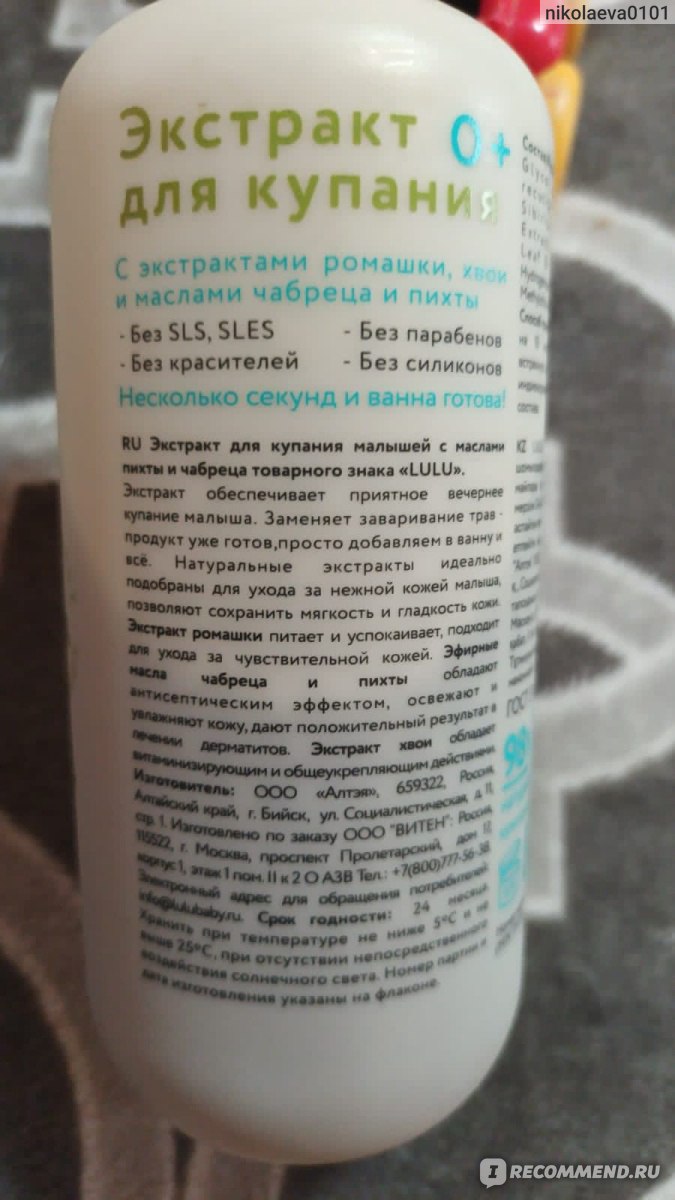 nikolaeva0101
Экстракт 0+
для купания
С экстрактами ромашки, хвои
и маслами чабреца и пихты
- Без SLS, SLES - Без парабенов
- Без красителей - Без силиконов
Несколько секунд и ванна готова!
RU Экстракт для купания малышей с маслами
пихты и чабреца товарного знака «LULU».
Экстракт обеспечивает приятное вечернее
купание малыша. Заменяет заваривание трав -
продукт уже готов,просто добавляем в ванну и
всё. Натуральные экстракты идеально
подобраны для ухода за нежной кожей малыша,
позволяют сохранить мягкость и гладкость кожи.
Экстракт ромашки питает и успокаивает, подходит
для ухода за чувствительной кожей. Эфирные
масла чабреца и пихты обладают
антисептическим эффектом, освежают и
увлажняют кожу, дают положительный результат в
лечении дерматитов. Экстракт хвои обладает
витаминизирующим и общеукрепляющим действием.
Изготовитель: ООО «Алтэя», 659322, Россия,
Алтайский край, г. Бийск, ул. Социалистическая, д. 11,
стр. 1. Изготовлено по заказу ООО "ВИТЕН": Россия,
115522, г. Москва, проспект Пролетарский, дом 17,
корпус 1, этаж 1 пом. II к 2 О А3В Тел.: +7(800)777-56-38.
Электронный адрес для обращения потребителей:
info@lulubaby.ru. Срок годности: 24 месяца.
Хранить при температуре не ниже 5°C и не
выше 25°C, при отсутствии непосредственного
воздействия солнечного света. Номер партии и
дата изготовления указаны на флаконе.
KZ
ГОСТ
98
IRECOMMEND.RU